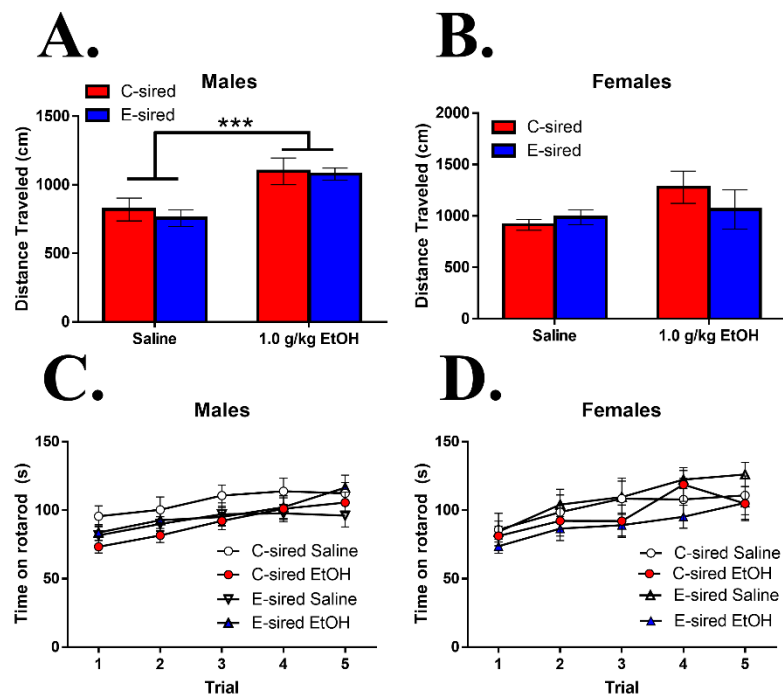 A.
Males
C-sired
E-sired
***
Distance Traveled (cm)
1500
1000
500
0
Saline
1.0 g/kg EtOH
B.
Females
C-sired
E-sired
Distance Traveled (cm)
2000
1500
1000
500
0
Saline
1.0 g/kg EtOH
C.
Males
Time on rotarod (s)
150
100
50
0
C-sired Saline
C-sired EtOH
E-sired Saline
E-sired EtOH
1 2 3 4 5
Trial
D.
Females
Time on rotarod (s)
150
100
50
0
C-sired Saline
C-sired EtOH
E-sired Saline
E-sired EtOH
1 2 3 4 5
Trial